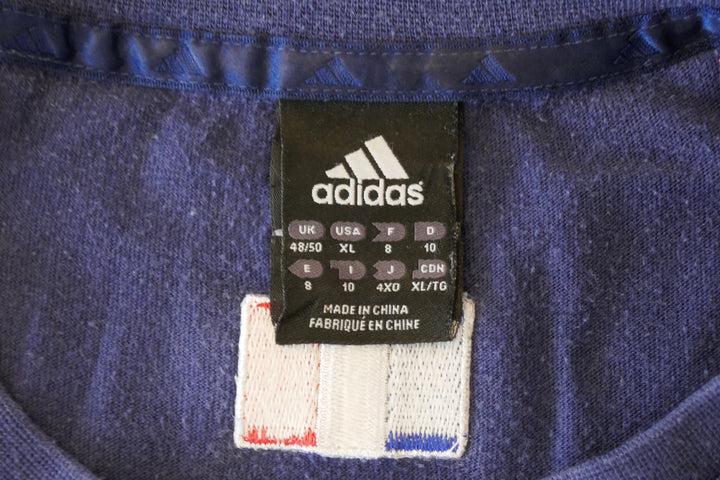 adidas
UK USA F D
48/50 XL 8 10
E I J CDN
8 10 4XO XL/TG
MADE IN CHINA
FABRIQUÉ EN CHINE